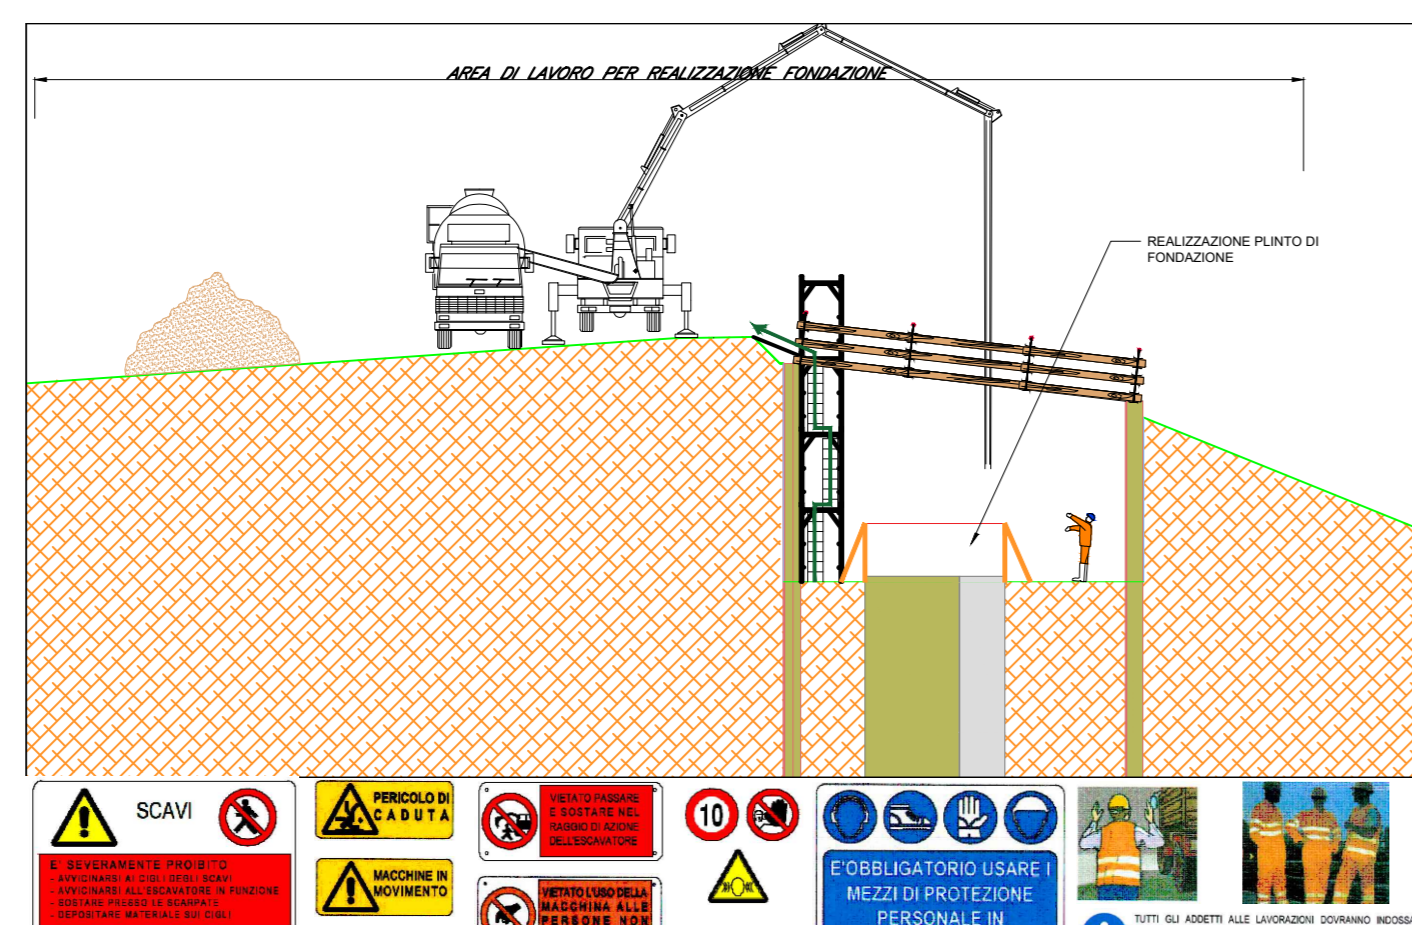 AREA DI LAVORO PER REALIZZAZIONE FONDAZIONE
REALIZZAZIONE PLINTO DI
FONDAZIONE
SCAVI
E' SEVERAMENTE PROIBITO
- AVVICINARSI AI CIGLI DEGLI SCAVI
- AVVICINARSI ALL'ESCAVATORE IN FUNZIONE
- SOSTARE PRESSO LE SCARPATE
- DEPOSITARE MATERIALE SUI CIGLI
PERICOLO DI
CADUTA
MACCHINE IN
MOVIMENTO
VIETATO PASSARE
E SOSTARE NEL
RAGGIO DI AZIONE
DELL'ESCAVATORE
VIETATO L'USO DELLA
MACCHINA ALLE
PERSONE NON
10
E'OBBLIGATORIO USARE I
MEZZI DI PROTEZIONE
PERSONALE IN
TUTTI GLI ADDETTI ALLE LAVORAZIONI DOVRANNO INDOSSA